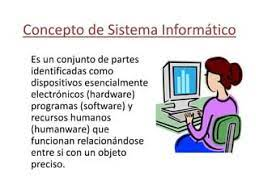 Concepto de Sistema Informático
Es un conjunto de partes
identificadas como
dispositivos esencialmente
electrónicos (hardware)
programas (software) y
recursos humanos
(humanware) que
funcionan relacionándose
entre si con un objeto
preciso.